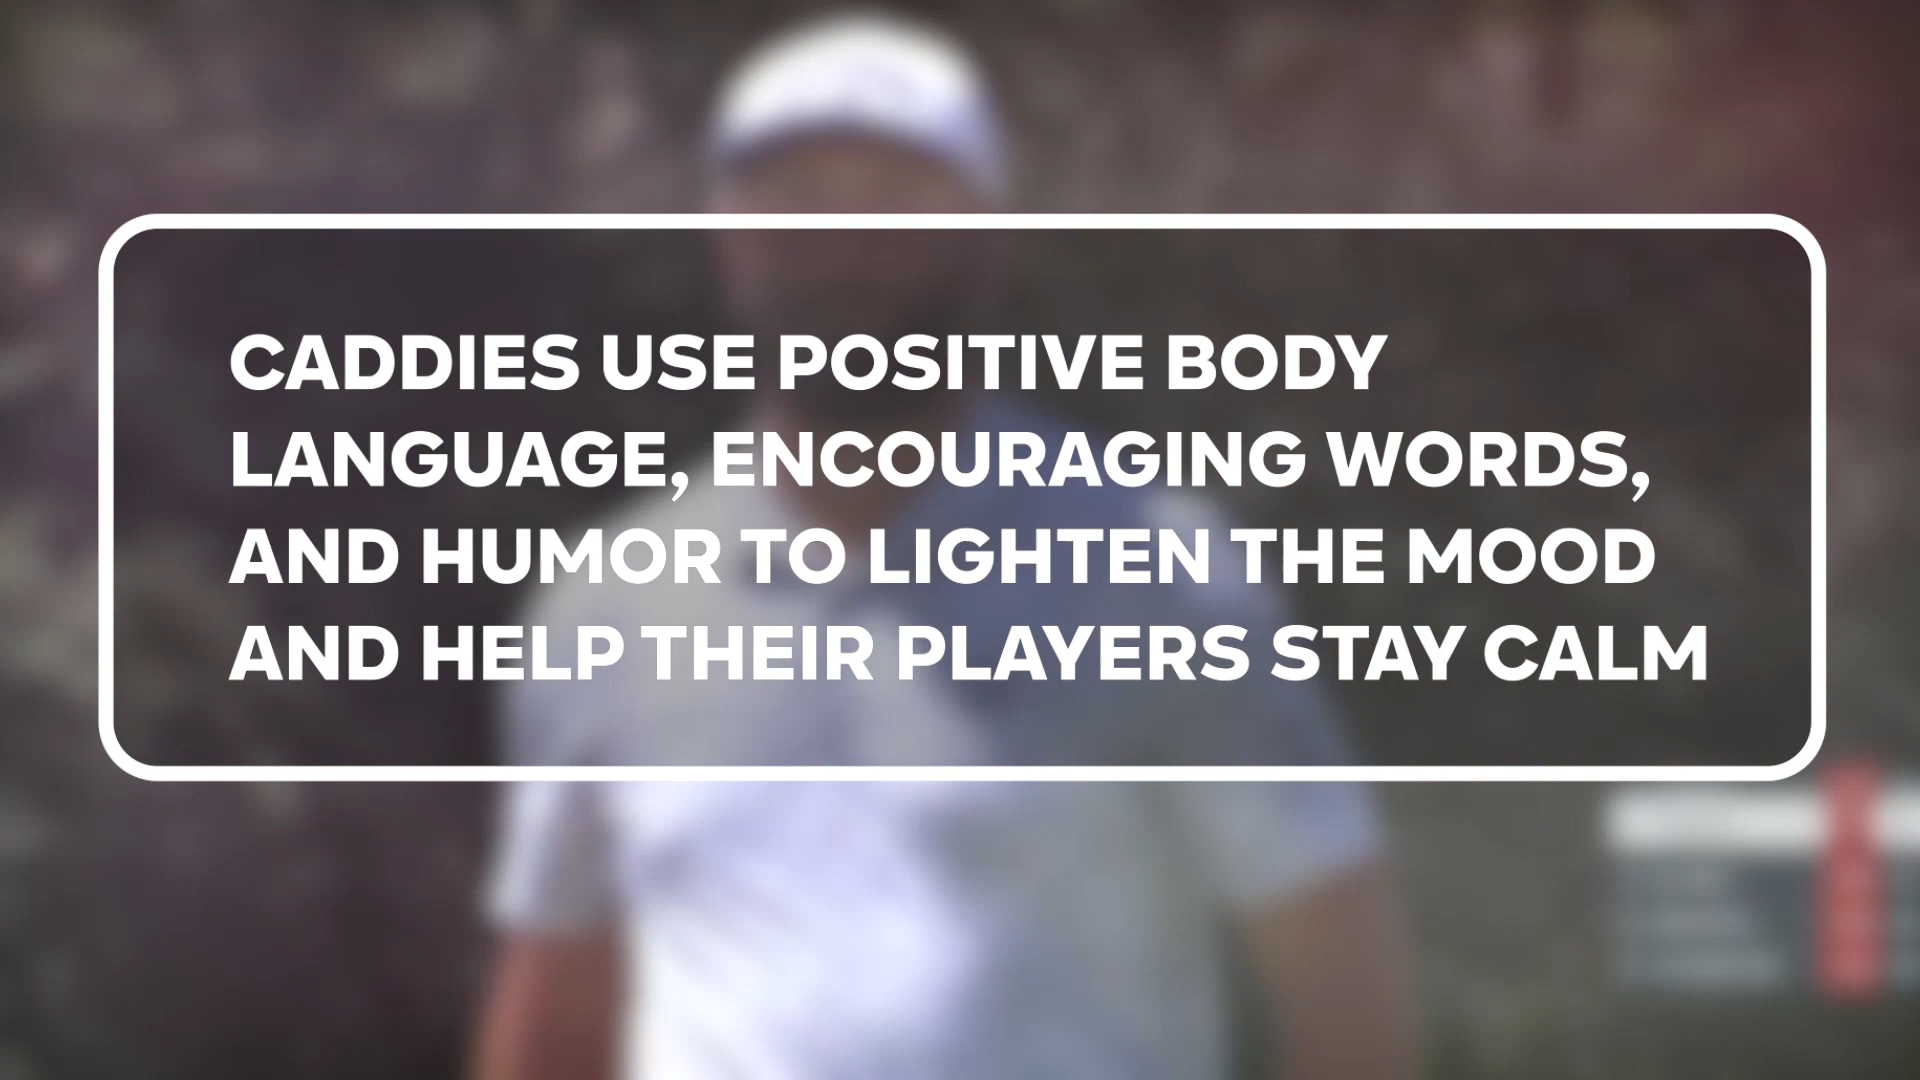 CADDIES USE POSITIVE BODY
LANGUAGE, ENCOURAGING WORDS,
AND HUMOR TO LIGHTEN THE MOOD
AND HELP THEIR PLAYERS STAY CALM